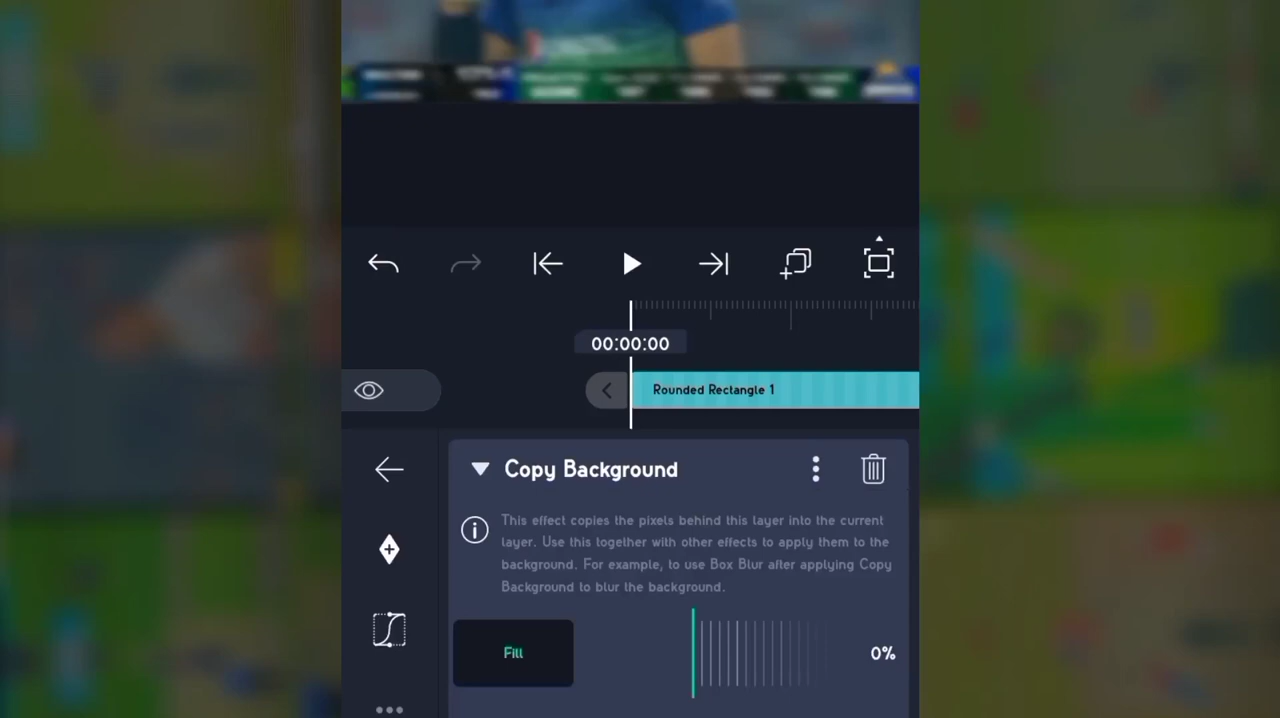 00:00:00
Rounded Rectangle 1
Copy Background
This effect copies the pixels behind this layer into the current
layer. Use this together with other effects to apply them to the
background. For example, to use Box Blur after applying Copy
Background to blur the background.
Fill
0%